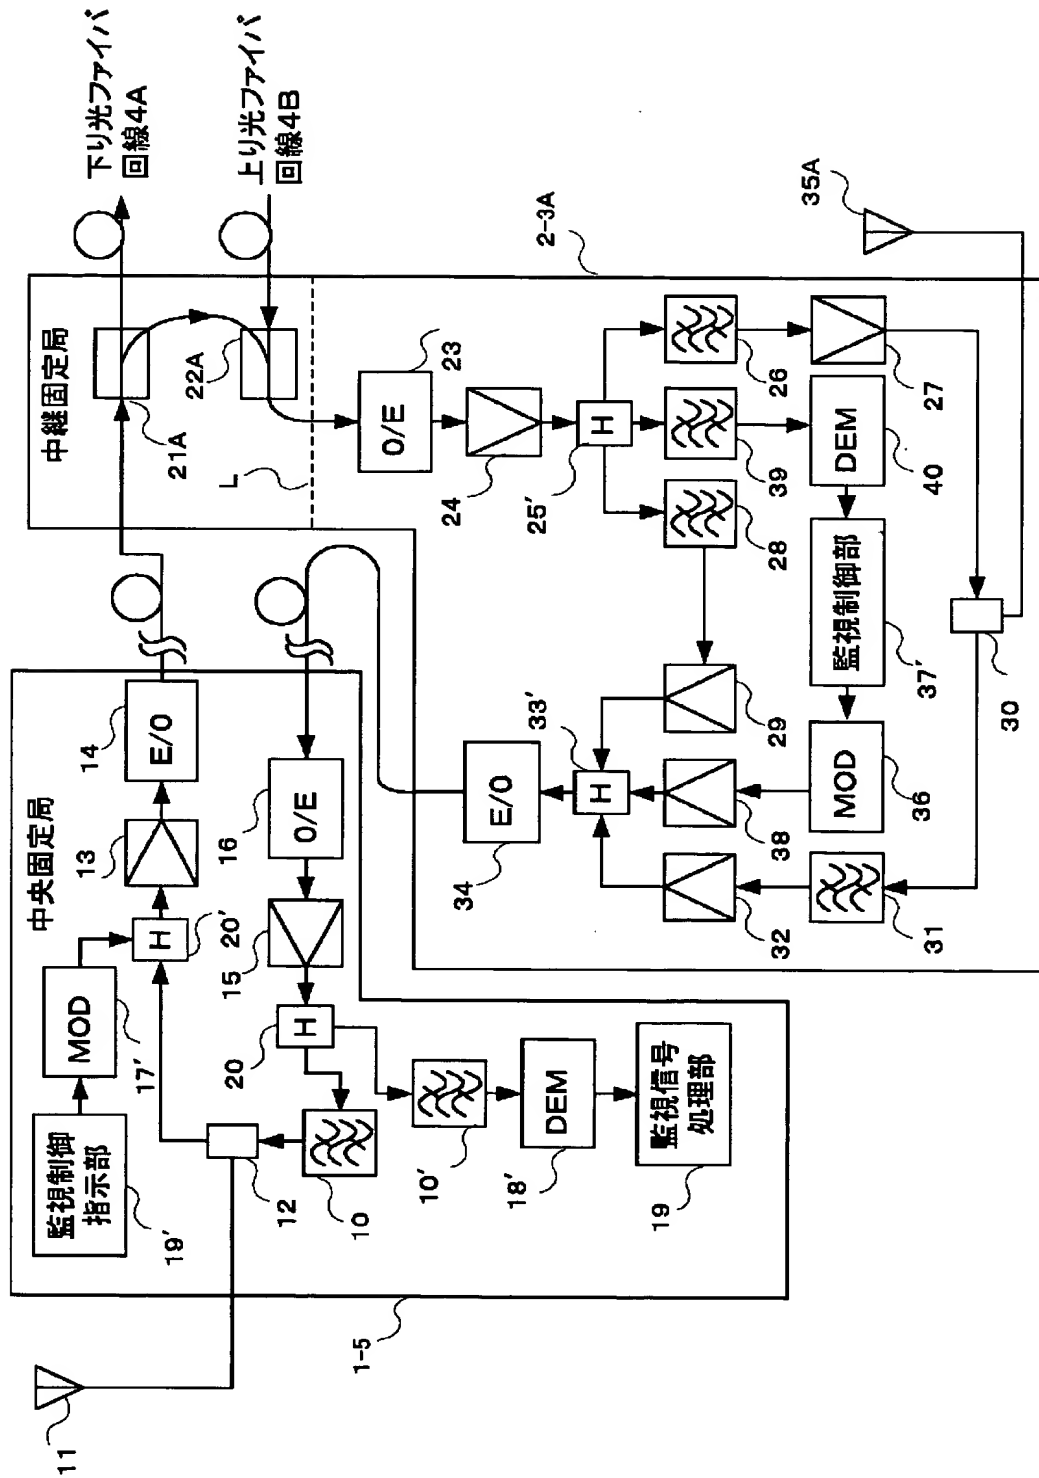 11
1-5
中央固定局
監視制御
指示部
19'
MOD
17'
H
20'
13
14
E/O
12
10
20
H
15
16
O/E
10'
DEM
18'
監視信号
処理部
19
中継固定局
21A
22A
下り光ファイバ
回線4A
上り光ファイバ
回線4B
L
2-3A
O/E
23
24
H
25'
26
39
28
27
DEM
40
監視制御部
37'
MOD
36
29
38
32
31
33'
H
E/O
34
30
35A